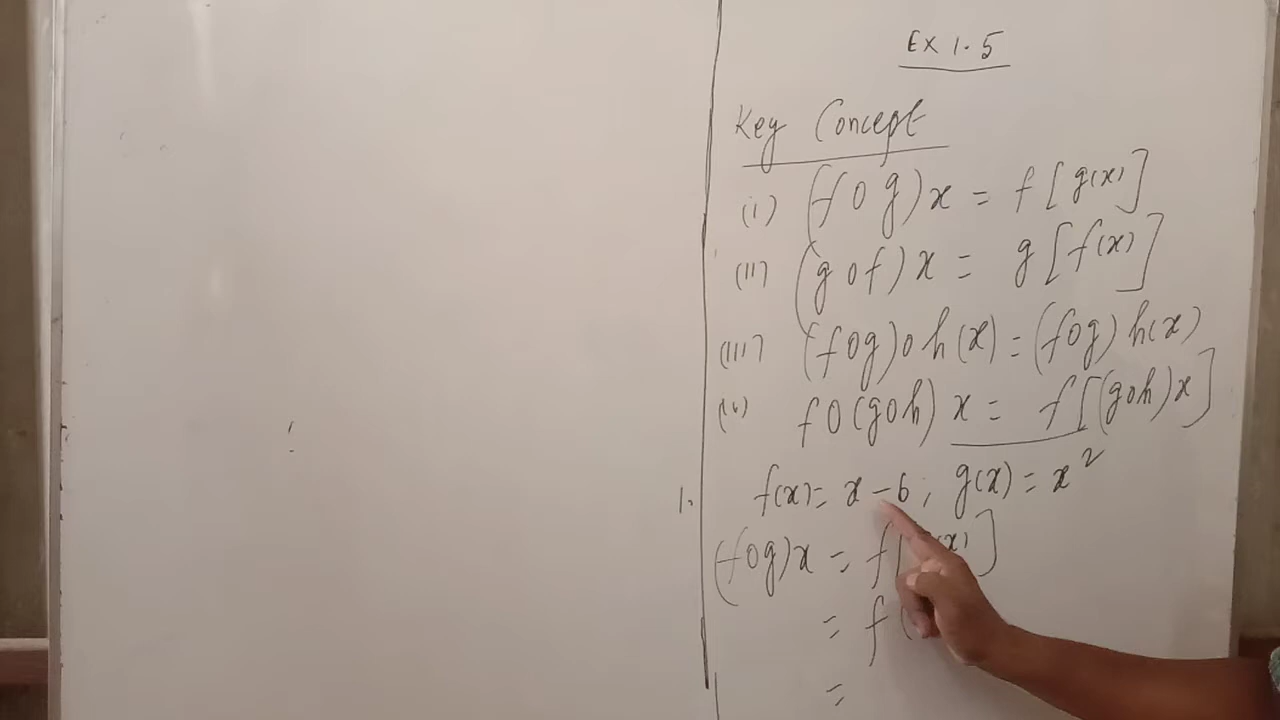 Ex 1.5
Key Concept
(i) (fog)x = f[g(x)]
(ii) (gof)x = g[f(x)]
(iii) (fog)oh(x) = (fog)h(x)
(iv) fo(goh)x = f[(goh)x]
1. f(x) = x-6; g(x) = x²
(fog)x = f[ (x)]
= f(
=